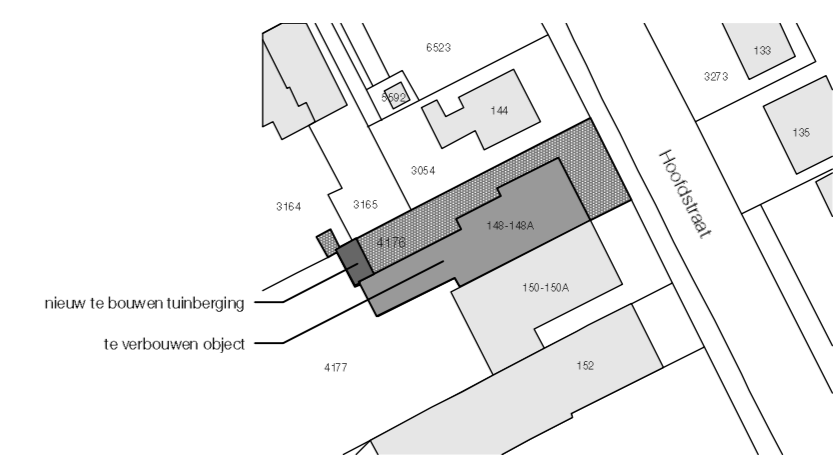 6523
133
3273
5592
144
135
3054
Hoofdstraat
3164
3165
148-148A
4176
150-150A
nieuw te bouwen tuinberging
te verbouwen object
4177
152